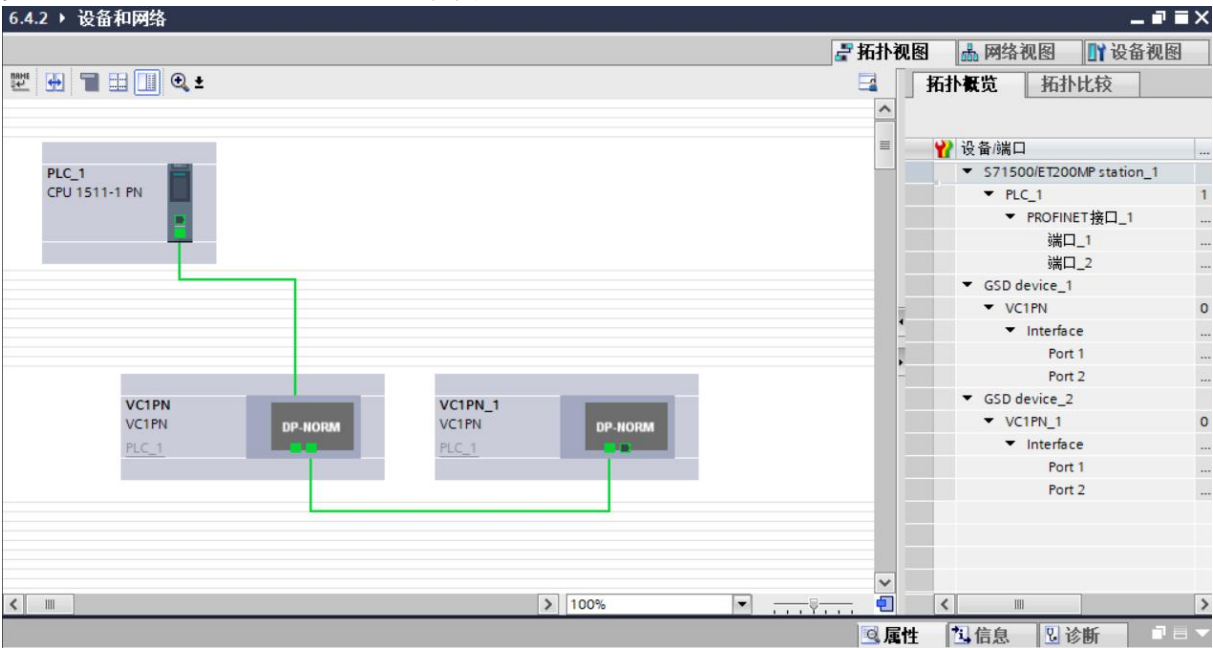 6.4.2 ▸ 设备和网络
拓扑视图 网络视图 设备视图
NAME
拓扑概览 拓扑比较
设备/端口 ...
S71500/ET200MP station_1
PLC_1 1
PROFINET接口_1 ...
端口_1 ...
端口_2 ...
GSD device_1
VC1PN 0
Interface ...
Port 1 ...
Port 2 ...
GSD device_2
VC1PN_1 0
Interface ...
Port 1 ...
Port 2 ...
PLC_1
CPU 1511-1 PN
VC1PN
VC1PN
PLC_1
DP-NORM
VC1PN_1
VC1PN
PLC_1
DP-NORM
100%
属性 信息 诊断